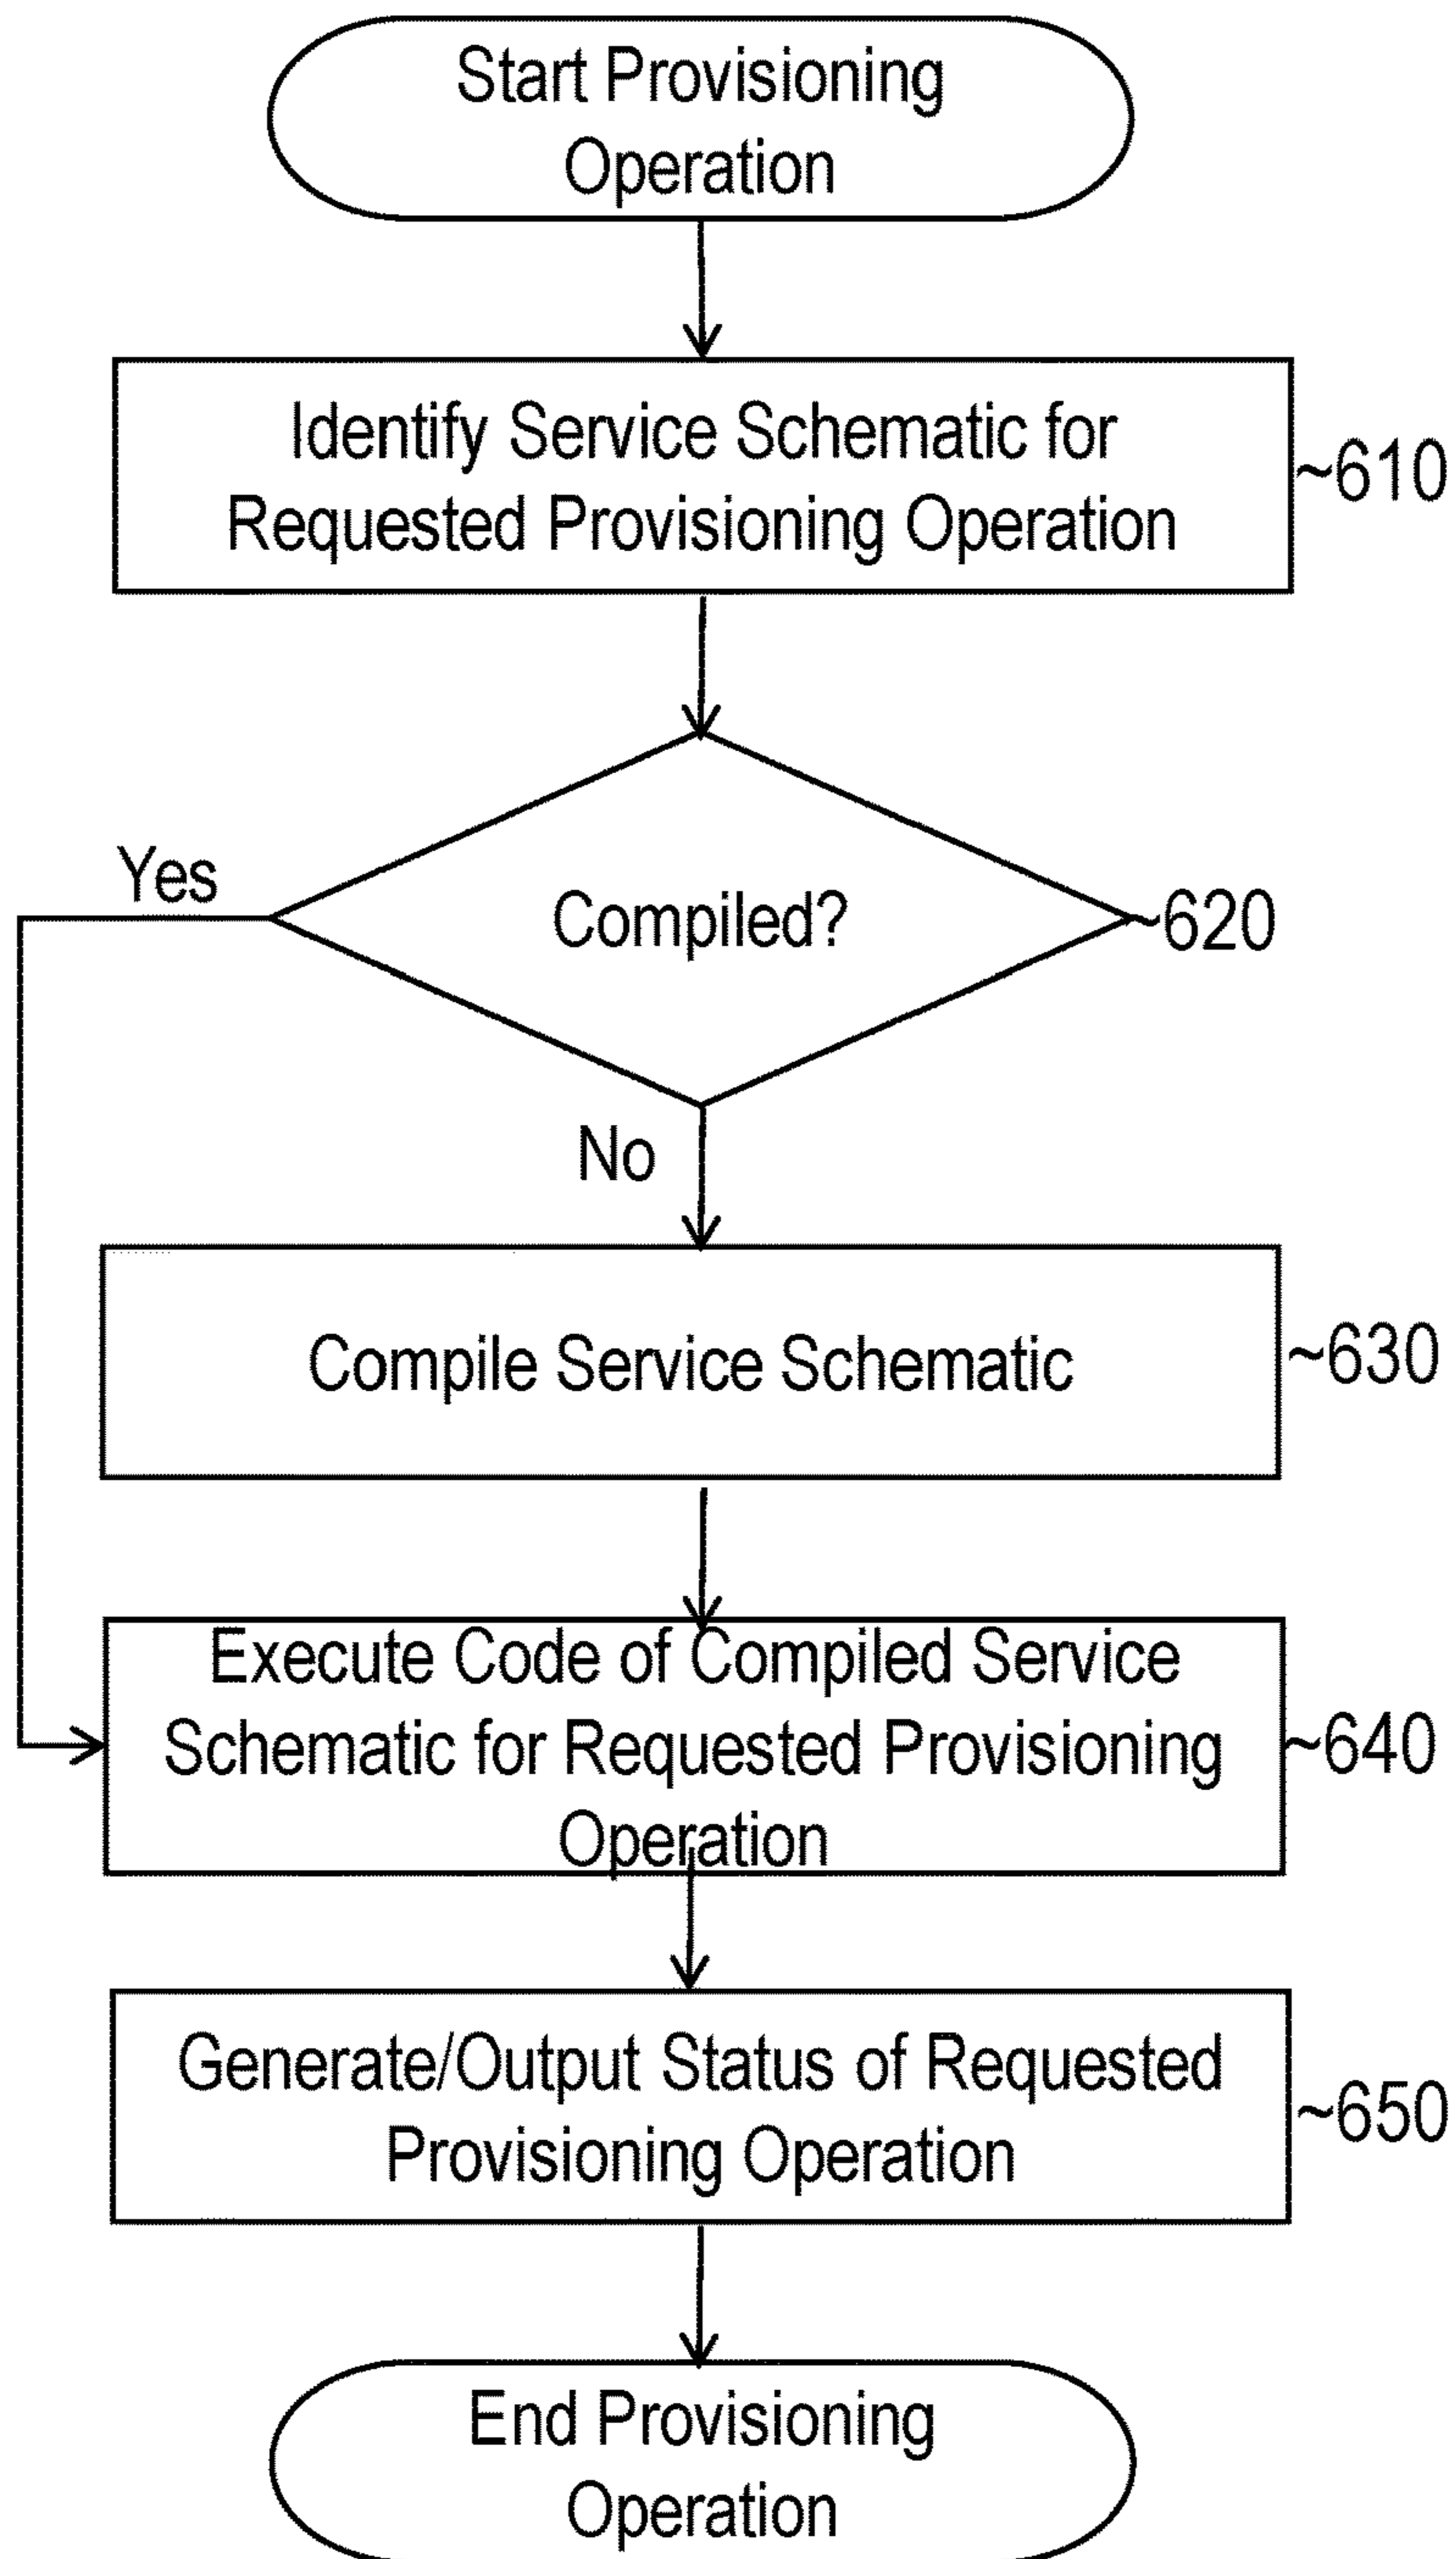 Start Provisioning
Operation
Identify Service Schematic for
Requested Provisioning Operation
~610
Yes
Compiled?
~620
No
Compile Service Schematic
~630
Execute Code of Compiled Service
Schematic for Requested Provisioning
Operation
~640
Generate/Output Status of Requested
Provisioning Operation
~650
End Provisioning
Operation